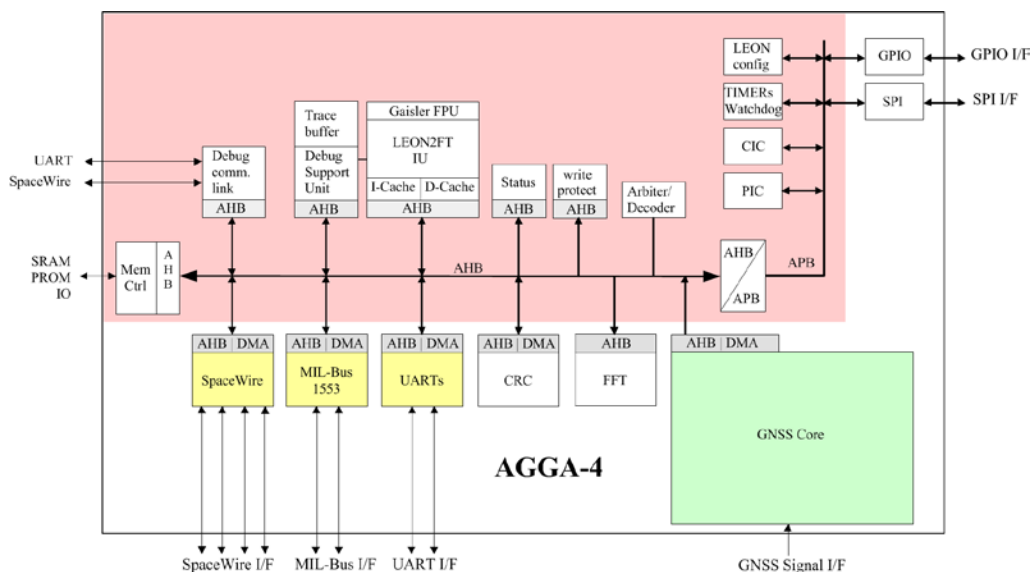 LEON
config
GPIO
GPIO I/F
TIMERs
Watchdog
SPI
SPI I/F
CIC
PIC
Trace
buffer
Debug
Support
Unit
AHB
Gaisler FPU
LEON2FT
IU
I-Cache D-Cache
AHB
UART
SpaceWire
Debug
comm.
link
AHB
Status
AHB
write
protect
AHB
Arbiter/
Decoder
SRAM
PROM
IO
Mem
Ctrl
A
H
B
AHB
AHB
APB
APB
AHB DMA
SpaceWire
AHB DMA
MIL-Bus
1553
AHB DMA
UARTs
AHB DMA
CRC
AHB
FFT
AHB DMA
GNSS Core
AGGA-4
SpaceWire I/F
MIL-Bus I/F
UART I/F
GNSS Signal I/F